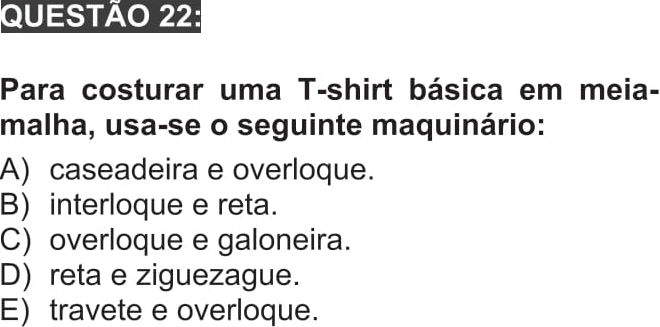 QUESTÃO 22:
Para costurar uma T-shirt básica em meia-
malha, usa-se o seguinte maquinário:
A) caseadeira e overloque.
B) interloque e reta.
C) overloque e galoneira.
D) reta e ziguezague.
E) travete e overloque.